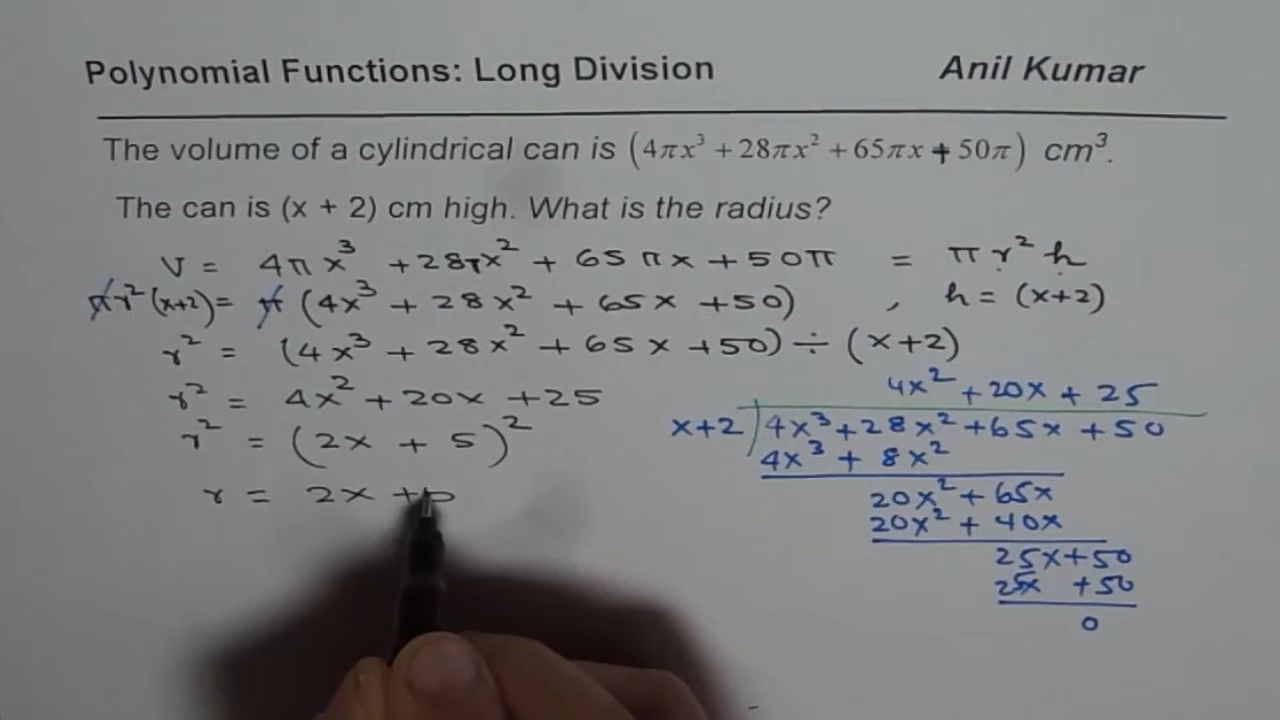 Polynomial Functions: Long Division Anil Kumar
The volume of a cylindrical can is (4πx³ + 28πx² + 65πx + 50π) cm³.
The can is (x + 2) cm high. What is the radius?
V = 4πx³ + 28πx² + 65πx + 50π = πr²h
πr²(x+2) = π(4x³ + 28x² + 65x + 50) , h = (x+2)
r² = (4x³ + 28x² + 65x + 50) ÷ (x+2)
r² = 4x² + 20x + 25
r² = (2x + 5)²
r = 2x +
4x² + 20x + 25
x+2 ) 4x³ + 28x² + 65x + 50
4x³ + 8x²
20x² + 65x
20x² + 40x
25x + 50
25x + 50
0